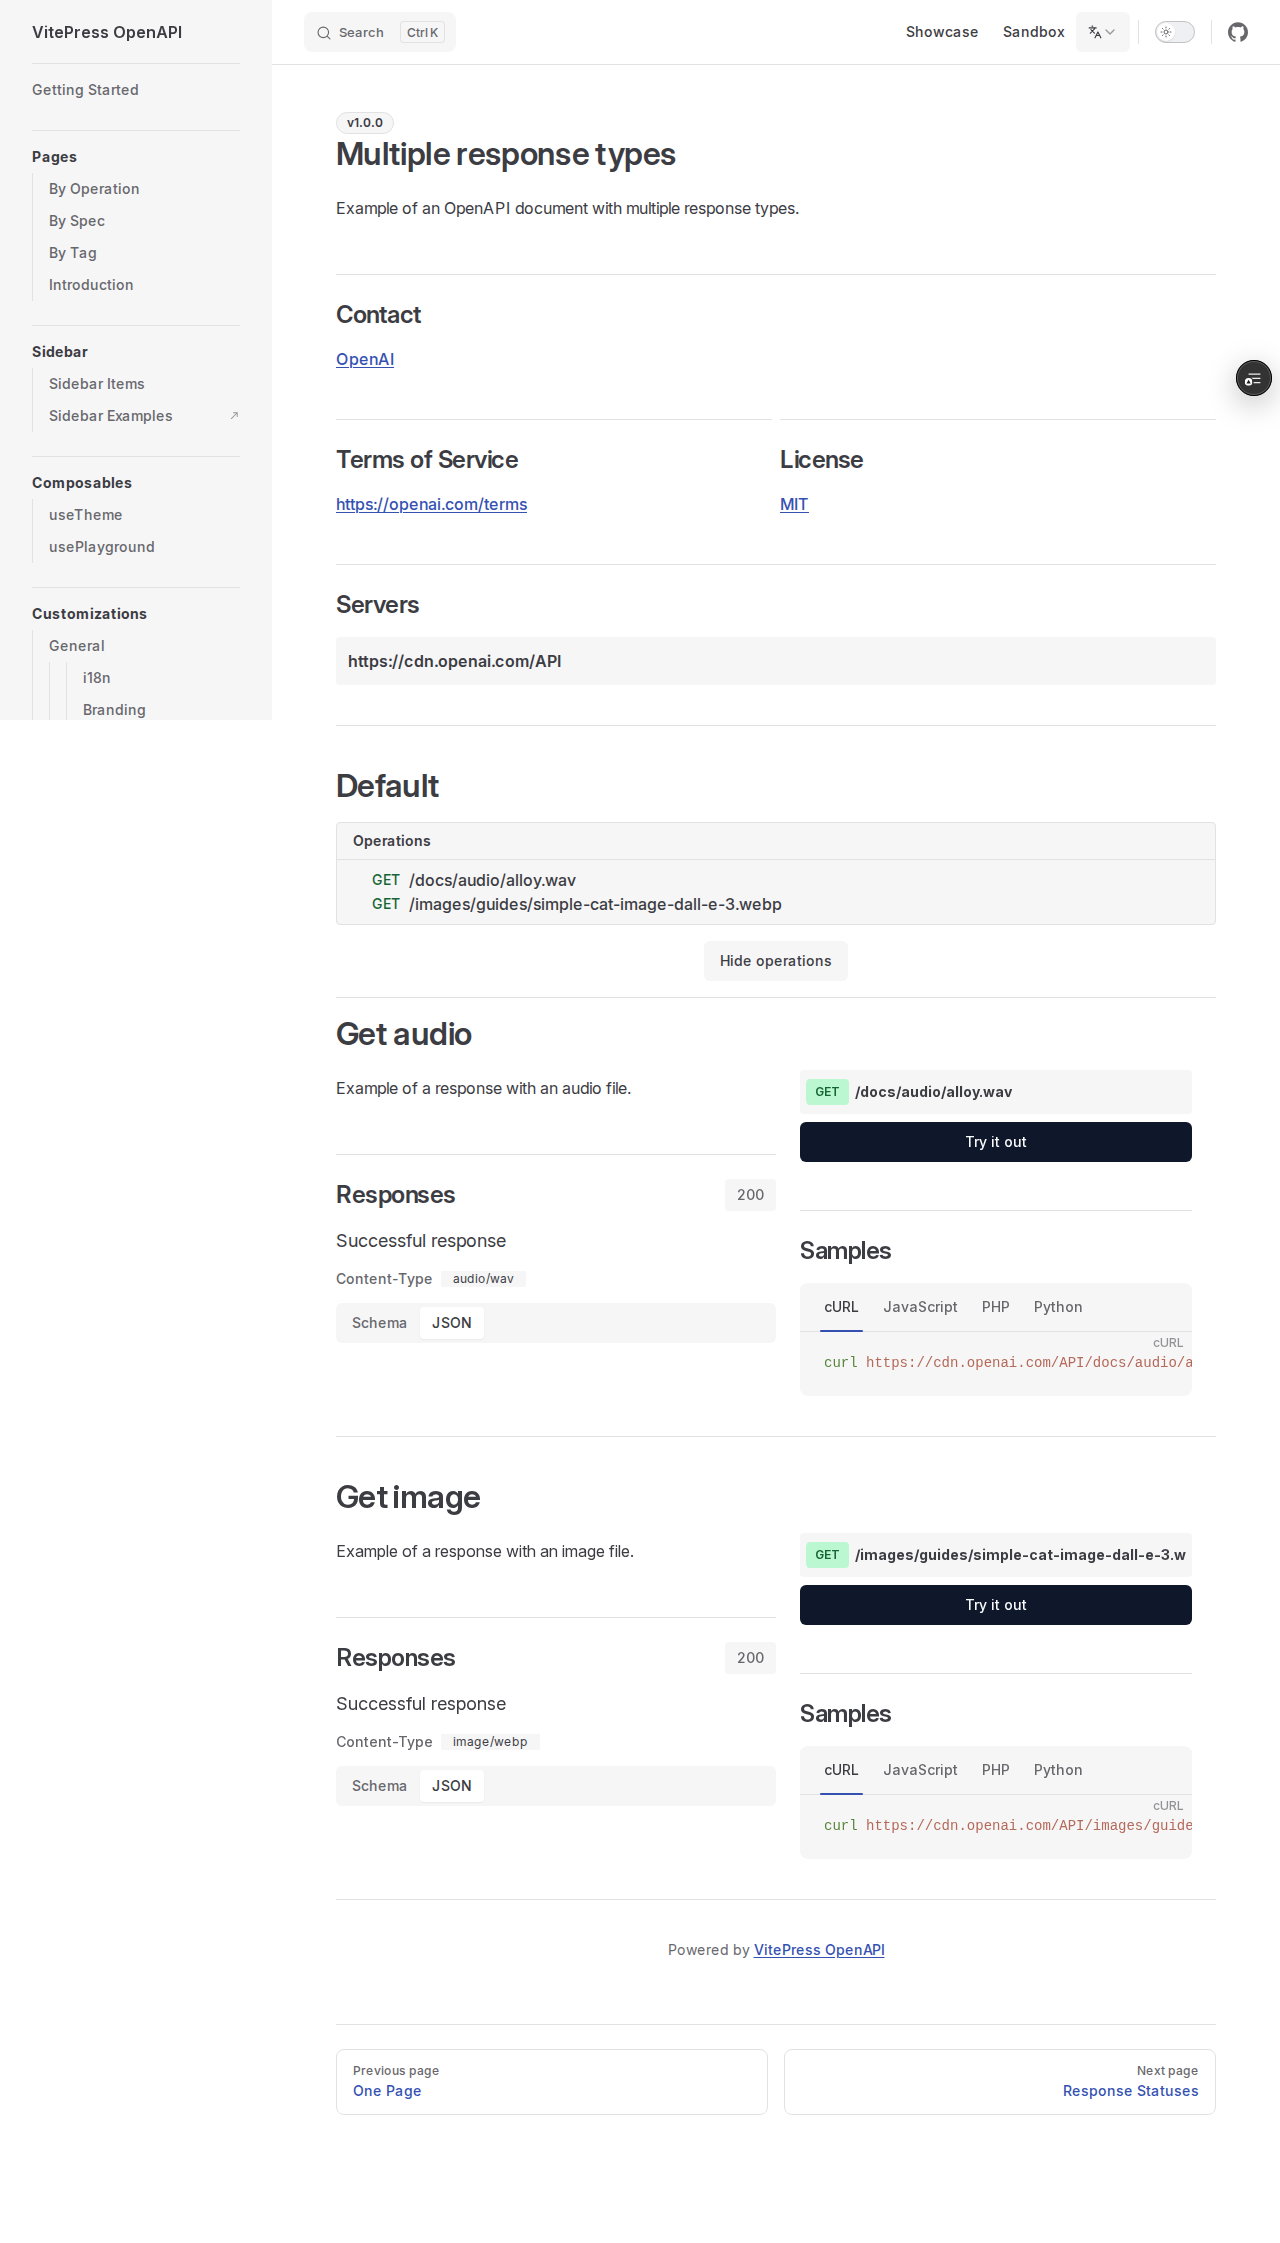 VitePress OpenAPI
Search Ctrl K
Showcase
Sandbox
Getting Started
Pages
By Operation
By Spec
By Tag
Introduction
Sidebar
Sidebar Items
Sidebar Examples
Composables
useTheme
usePlayground
Customizations
General
i18n
Branding
v1.0.0
Multiple response types
Example of an OpenAPI document with multiple response types.
Contact
OpenAI
Terms of Service
https://openai.com/terms
License
MIT
Servers
https://cdn.openai.com/API
Default
Operations
GET /docs/audio/alloy.wav
GET /images/guides/simple-cat-image-dall-e-3.webp
Hide operations
Get audio
Example of a response with an audio file.
Responses
200
Successful response
Content-Type audio/wav
Schema JSON
GET /docs/audio/alloy.wav
Try it out
Samples
cURL JavaScript PHP Python
cURL
curl https://cdn.openai.com/API/docs/audio/a
Get image
Example of a response with an image file.
Responses
200
Successful response
Content-Type image/webp
Schema JSON
GET /images/guides/simple-cat-image-dall-e-3.w
Try it out
Samples
cURL JavaScript PHP Python
cURL
curl https://cdn.openai.com/API/images/guide
Powered by VitePress OpenAPI
Previous page
One Page
Next page
Response Statuses